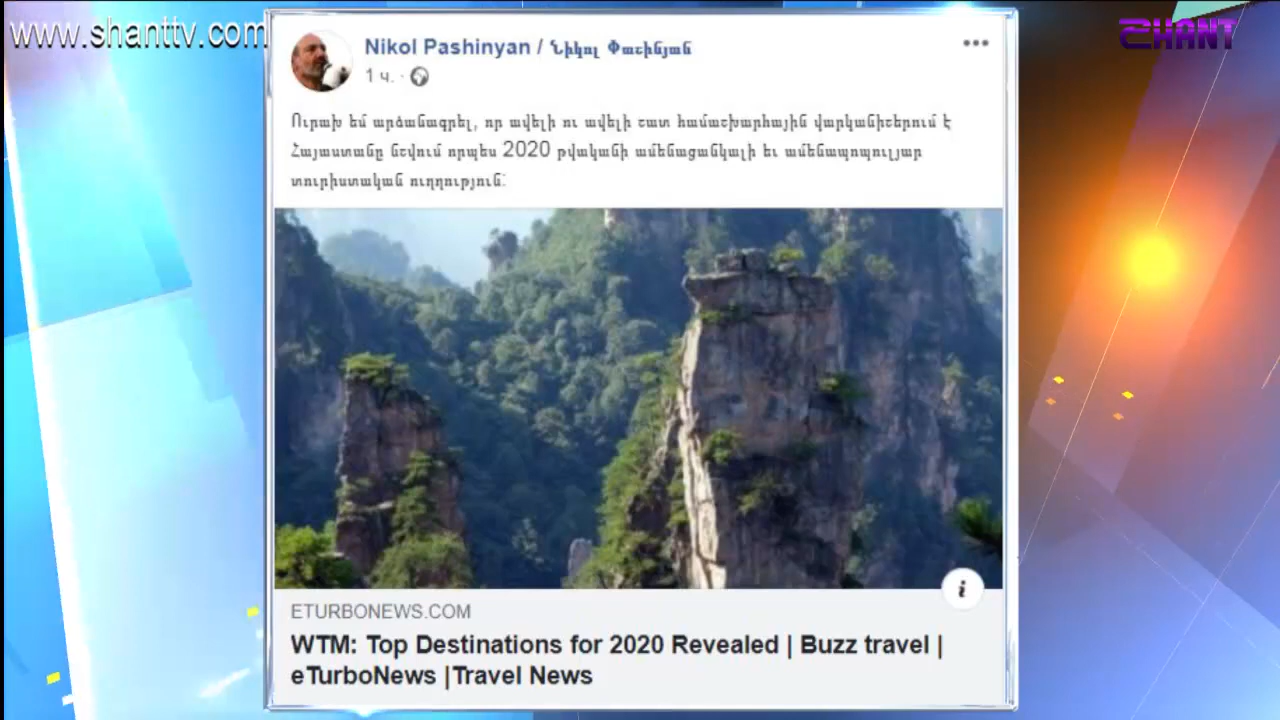 www.shanttv.com
SHANT
Nikol Pashinyan / Նիկոլ Փաշինյան
1 ч.
Ուրախ եմ արձանագրել, որ ավելի ու ավելի շատ համաշխարհային վարկանիշերում է
Հայաստանը նշվում որպես 2020 թվականի ամենացանկալի եւ ամենապոպուլյար
տուրիստական ուղղություն:
ETURBONEWS.COM
WTM: Top Destinations for 2020 Revealed | Buzz travel |
eTurboNews |Travel News